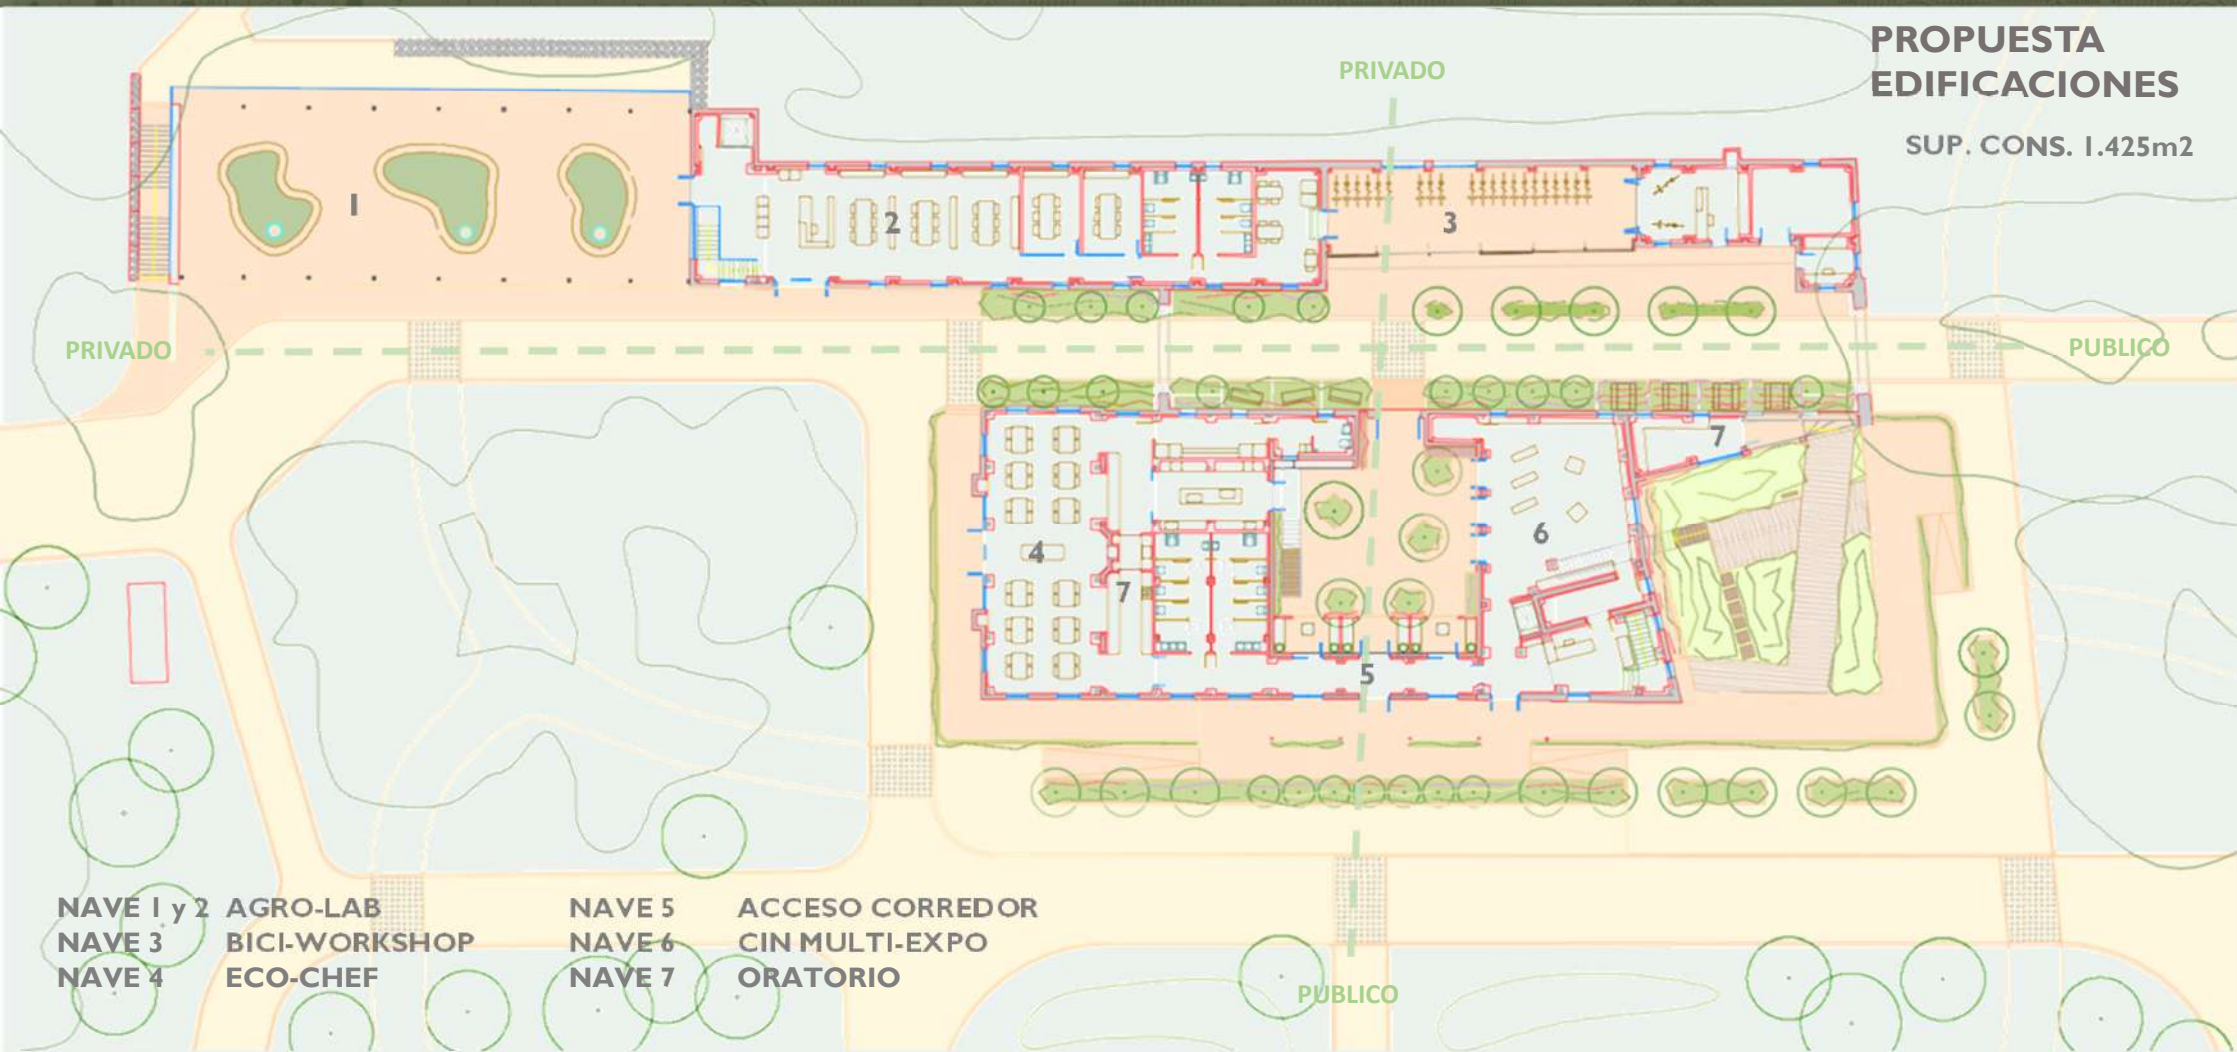 PROPUESTA
EDIFICACIONES
SUP. CONS. 1.425m2
PRIVADO
1
2
3
PRIVADO
PUBLICO
7
6
4
7
5
NAVE 1 y 2 AGRO-LAB
NAVE 3 BICI-WORKSHOP
NAVE 4 ECO-CHEF
NAVE 5 ACCESO CORREDOR
NAVE 6 CIN MULTI-EXPO
NAVE 7 ORATORIO
PUBLICO